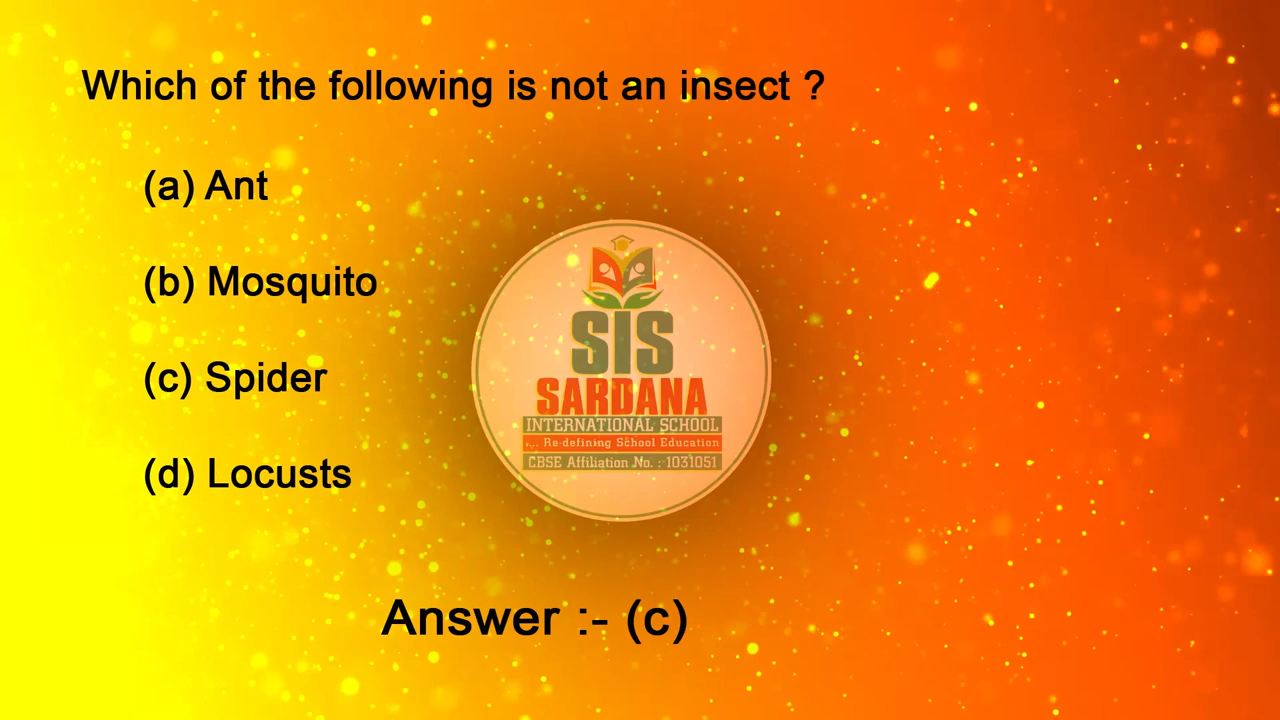 Which of the following is not an insect ?
(a) Ant
(b) Mosquito
(c) Spider
(d) Locusts
SIS
SARDANA
INTERNATIONAL SCHOOL
... Re-defining School Education
CBSE Affiliation No. : 1031051
Answer :- (c)